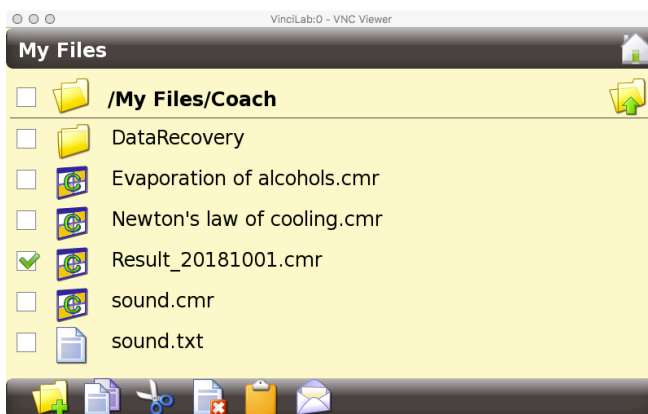 VinciLab:0 - VNC Viewer
My Files
/My Files/Coach
DataRecovery
Evaporation of alcohols.cmr
Newton's law of cooling.cmr
Result_20181001.cmr
sound.cmr
sound.txt